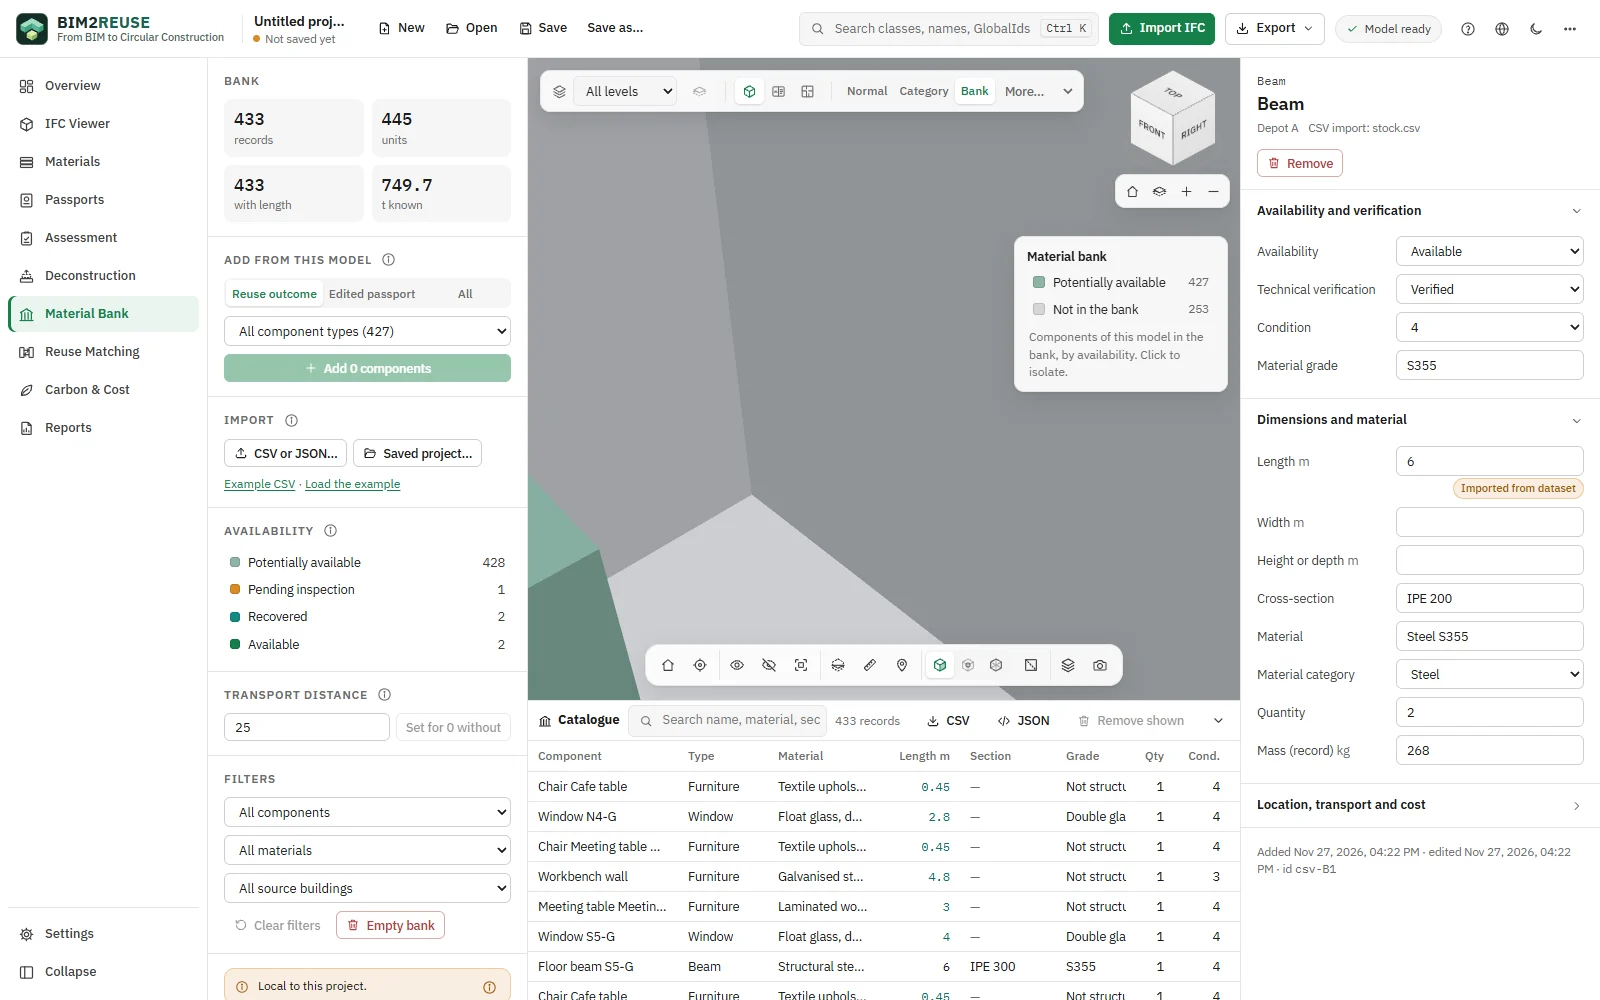 BIM2REUSE
From BIM to Circular Construction
Untitled proj...
Not saved yet
New
Open
Save
Save as...
Search classes, names, GlobalIds
Ctrl K
Import IFC
Export
Model ready
Overview
IFC Viewer
Materials
Passports
Assessment
Deconstruction
Material Bank
Reuse Matching
Carbon & Cost
Reports
Settings
Collapse
BANK
433
records
445
units
433
with length
749.7
t known
ADD FROM THIS MODEL
Reuse outcome
Edited passport
All
All component types (427)
Add 0 components
IMPORT
CSV or JSON...
Saved project...
Example CSV · Load the example
AVAILABILITY
Potentially available 428
Pending inspection 1
Recovered 2
Available 2
TRANSPORT DISTANCE
25
Set for 0 without
FILTERS
All components
All materials
All source buildings
Clear filters
Empty bank
Local to this project.
All levels
Normal
Category
Bank
More...
TOP
FRONT
RIGHT
Material bank
Potentially available 427
Not in the bank 253
Components of this model in the
bank, by availability. Click to
isolate.
Catalogue
Search name, material, sec
433 records
CSV
JSON
Remove shown
Component Type Material Length m Section Grade Qty Cond.
Chair Cafe table Furniture Textile uphols... 0.45 — Not structu 1 4
Window N4-G Window Float glass, d... 2.8 — Double gla 1 4
Chair Meeting table ... Furniture Textile uphols... 0.45 — Not structu 1 4
Workbench wall Furniture Galvanised st... 4.8 — Not structu 1 3
Meeting table Meetin... Furniture Laminated wo... 3 — Not structu 1 4
Window S5-G Window Float glass, d... 4 — Double gla 1 4
Floor beam S5-G Beam Structural ste... 6 IPE 300 S355 1 4
Chair Cafe table Furniture Textile uphols... 0.45 — Not structu 1 4
Beam
Beam
Depot A CSV import: stock.csv
Remove
Availability and verification
Availability Available
Technical verification Verified
Condition 4
Material grade S355
Dimensions and material
Length m 6
Imported from dataset
Width m
Height or depth m
Cross-section IPE 200
Material Steel S355
Material category Steel
Quantity 2
Mass (record) kg 268
Location, transport and cost
Added Nov 27, 2026, 04:22 PM · edited Nov 27, 2026, 04:22
PM · id csv-B1